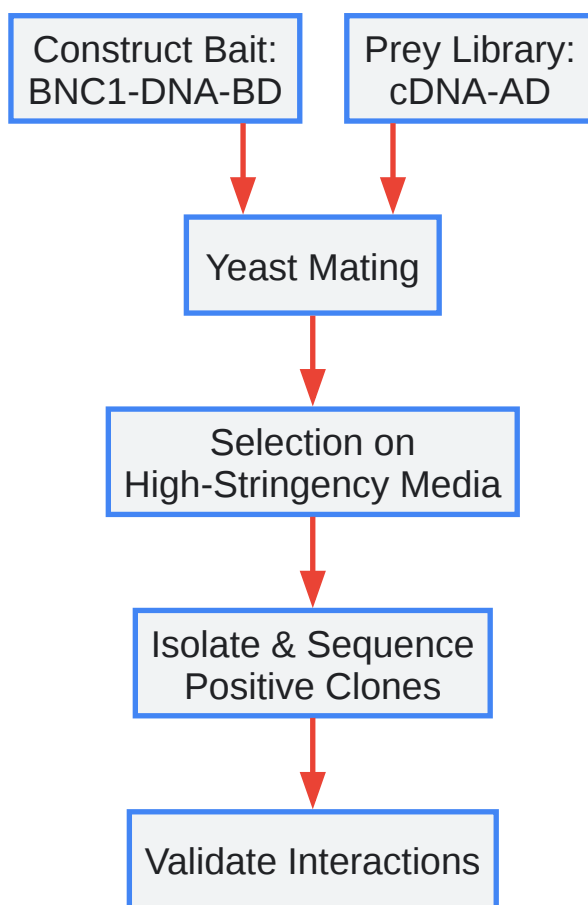 Construct Bait:
BNC1-DNA-BD
Prey Library:
cDNA-AD
Yeast Mating
Selection on
High-Stringency Media
Isolate & Sequence
Positive Clones
Validate Interactions